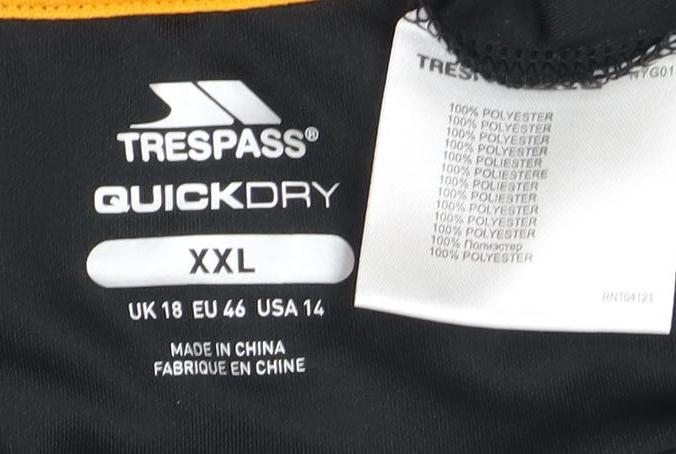 TRESPASS®
QUICKDRY
XXL
UK 18 EU 46 USA 14
MADE IN CHINA
FABRIQUE EN CHINE
100% POLYESTER
100% POLYESTER
100% POLYESTER
100% POLYESTER
100% POLIESTER
100% POLIESTERE
100% POLIESTER
100% POLIESTER
100% POLYESTER
100% POLYESTER
100% POLYESTER
100% Полиэстер
100% POLYESTER
RN104121